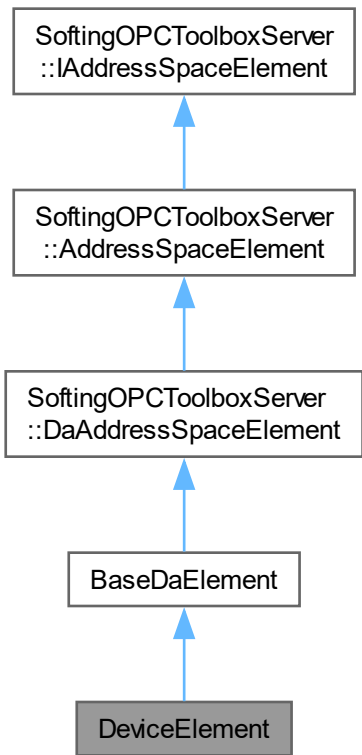 SoftingOPCToolboxServer
::IAddressSpaceElement
SoftingOPCToolboxServer
::AddressSpaceElement
SoftingOPCToolboxServer
::DaAddressSpaceElement
BaseDaElement
DeviceElement